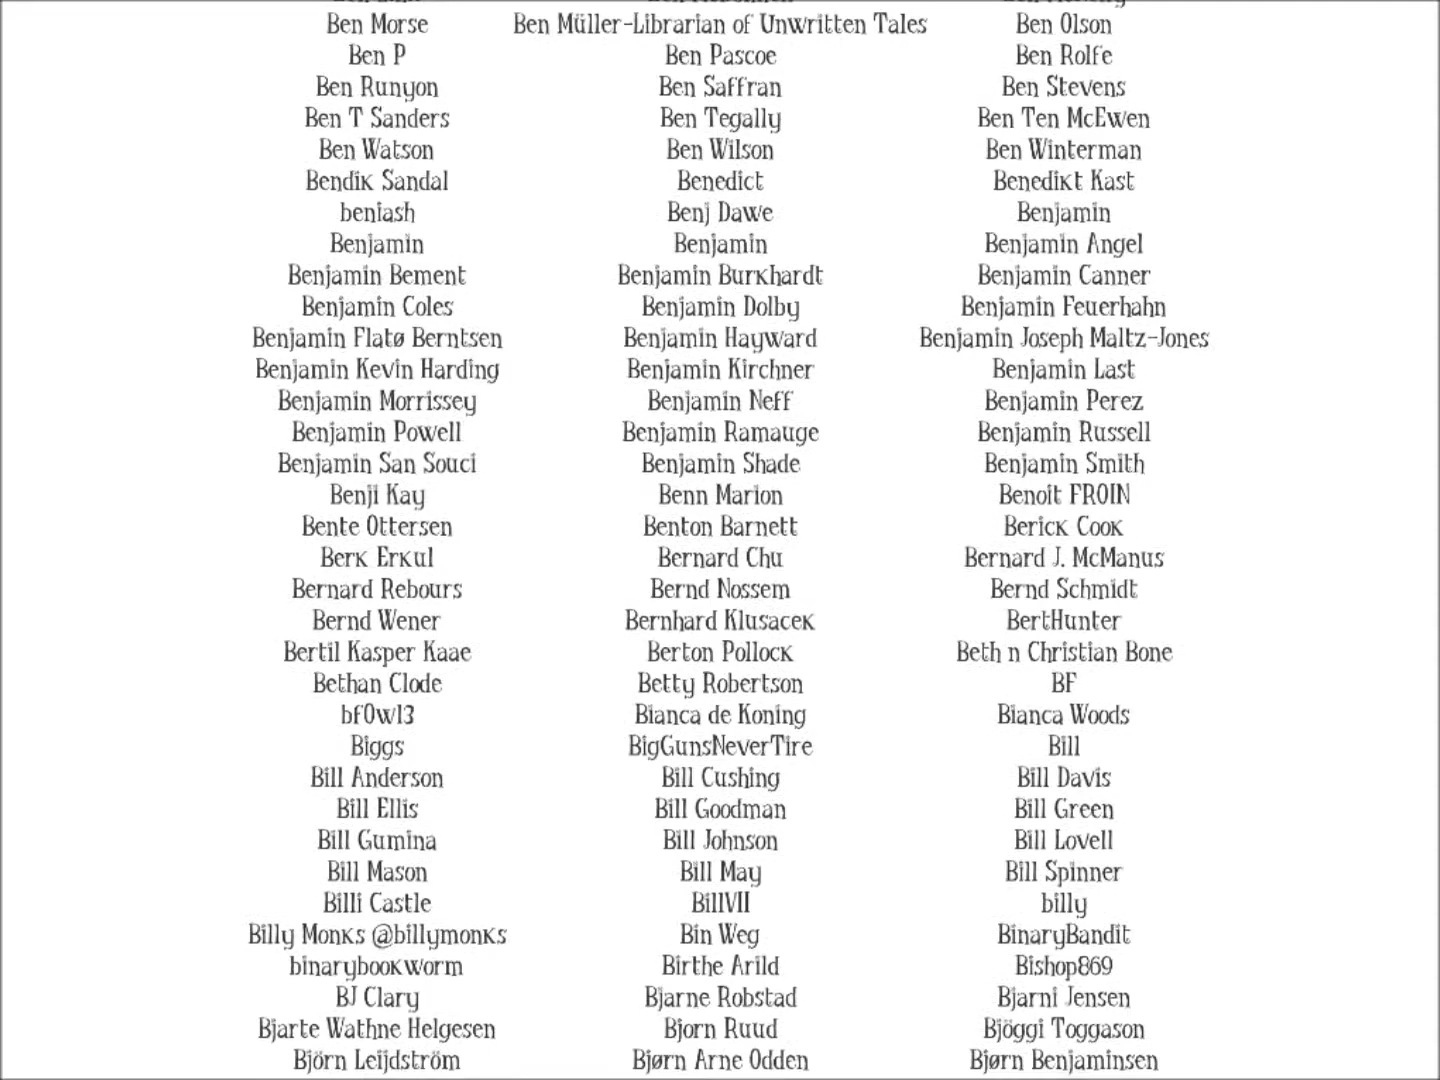 Ben Morse Ben Müller-Librarian of Unwritten Tales Ben Olson
Ben P Ben Pascoe Ben Rolfe
Ben Runyon Ben Saffran Ben Stevens
Ben T Sanders Ben Tegally Ben Ten McEwen
Ben Watson Ben Wilson Ben Winterman
Bendik Sandal Benedict Benedikt Kast
beniash Benj Dawe Benjamin
Benjamin Benjamin Benjamin Angel
Benjamin Bement Benjamin Burkhardt Benjamin Canner
Benjamin Coles Benjamin Dolby Benjamin Feuerhahn
Benjamin Flatø Berntsen Benjamin Hayward Benjamin Joseph Maltz-Jones
Benjamin Kevin Harding Benjamin Kirchner Benjamin Last
Benjamin Morrissey Benjamin Neff Benjamin Perez
Benjamin Powell Benjamin Ramauge Benjamin Russell
Benjamin San Souci Benjamin Shade Benjamin Smith
Benji Kay Benn Marion Benoit FROIN
Bente Ottersen Benton Barnett Berick Cook
Berk Erkul Bernard Chu Bernard J. McManus
Bernard Rebours Bernd Nossem Bernd Schmidt
Bernd Wener Bernhard Klusacek BertHunter
Bertil Kasper Kaae Berton Pollock Beth n Christian Bone
Bethan Clode Betty Robertson BF
bf0wl3 Bianca de Koning Bianca Woods
Biggs BigGunsNeverTire Bill
Bill Anderson Bill Cushing Bill Davis
Bill Ellis Bill Goodman Bill Green
Bill Gumina Bill Johnson Bill Lovell
Bill Mason Bill May Bill Spinner
Billi Castle BillVII billy
Billy Monks @billymonks Bin Weg BinaryBandit
binarybookworm Birthe Arild Bishop869
BJ Clary Bjarne Robstad Bjarni Jensen
Bjarte Wathne Helgesen Bjorn Ruud Bjöggi Toggason
Björn Leijdström Bjørn Arne Odden Bjørn Benjaminsen